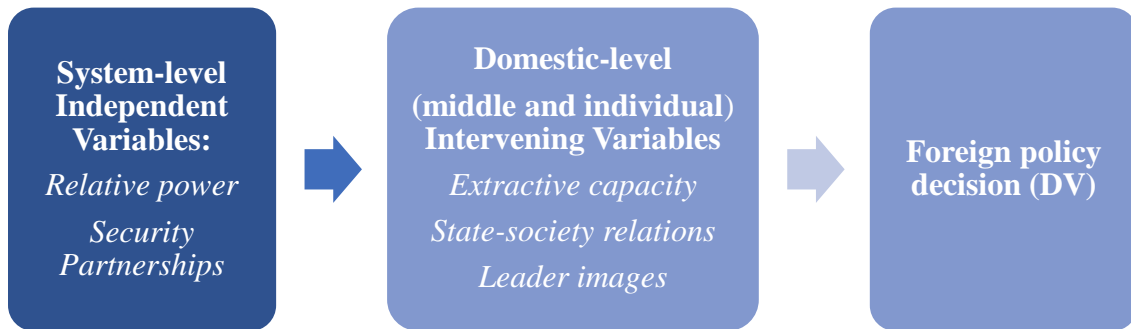 System-level
Independent
Variables:
Relative power
Security
Partnerships
Domestic-level
(middle and individual)
Intervening Variables
Extractive capacity
State-society relations
Leader images
Foreign policy
decision (DV)